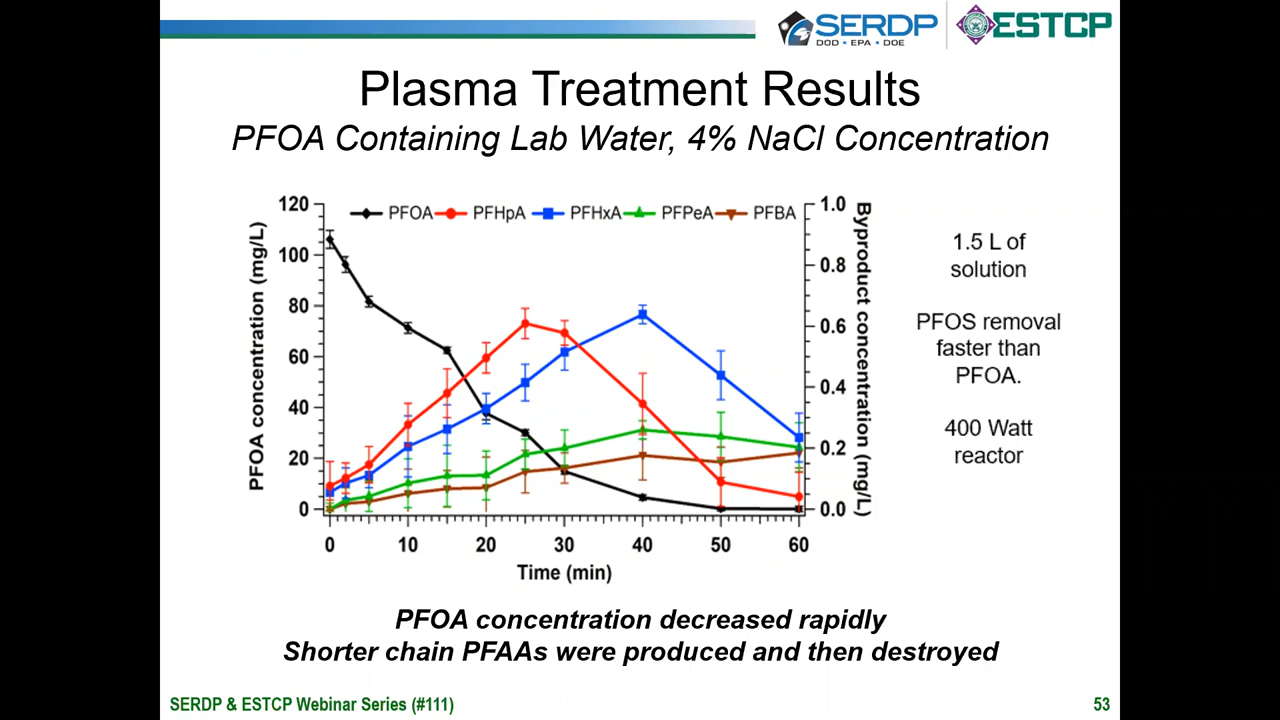 SERDP
DOD • EPA • DOE
ESTCP
Plasma Treatment Results
PFOA Containing Lab Water, 4% NaCl Concentration
PFOA PFHpA PFHxA PFPeA PFBA
PFOA concentration (mg/L)
120
100
80
60
40
20
0
1.0
0.8
0.6
0.4
0.2
0.0
Byproduct concentration (mg/L)
0 10 20 30 40 50 60
Time (min)
1.5 L of
solution
PFOS removal
faster than
PFOA.
400 Watt
reactor
PFOA concentration decreased rapidly
Shorter chain PFAAs were produced and then destroyed
SERDP & ESTCP Webinar Series (#111)
53